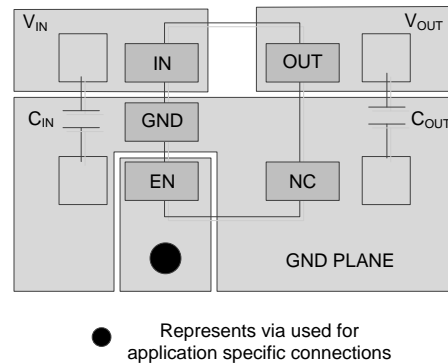 VIN
VOUT
IN
OUT
CIN
GND
COUT
EN
NC
GND PLANE
Represents via used for
application specific connections